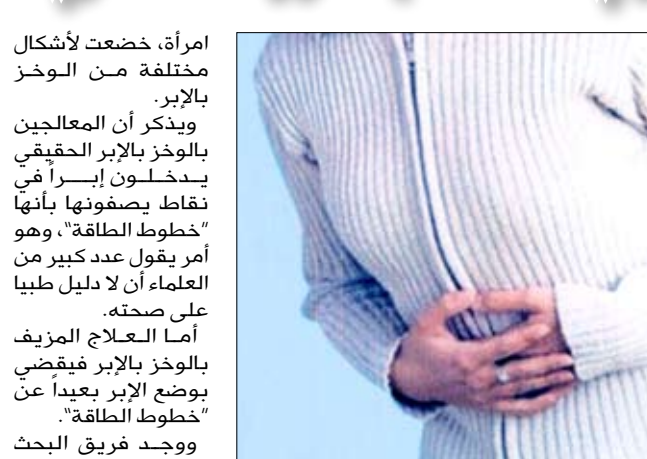 امرأة، خضعت لأشكال
مختلفة من الوخز
بالإبر.
ويذكر أن المعالجين
بالوخز بالإبر الحقيقي
يدخلون إبراً في
نقاط يصفونها بأنها
"خطوط الطاقة"، وهو
أمر يقول عدد كبير من
العلماء أن لا دليل طبيا
على صحته.
أما العلاج المزيف
بالوخز بالإبر فيقضي
بوضع الإبر بعيداً عن
"خطوط الطاقة".
ووجد فريق البحث